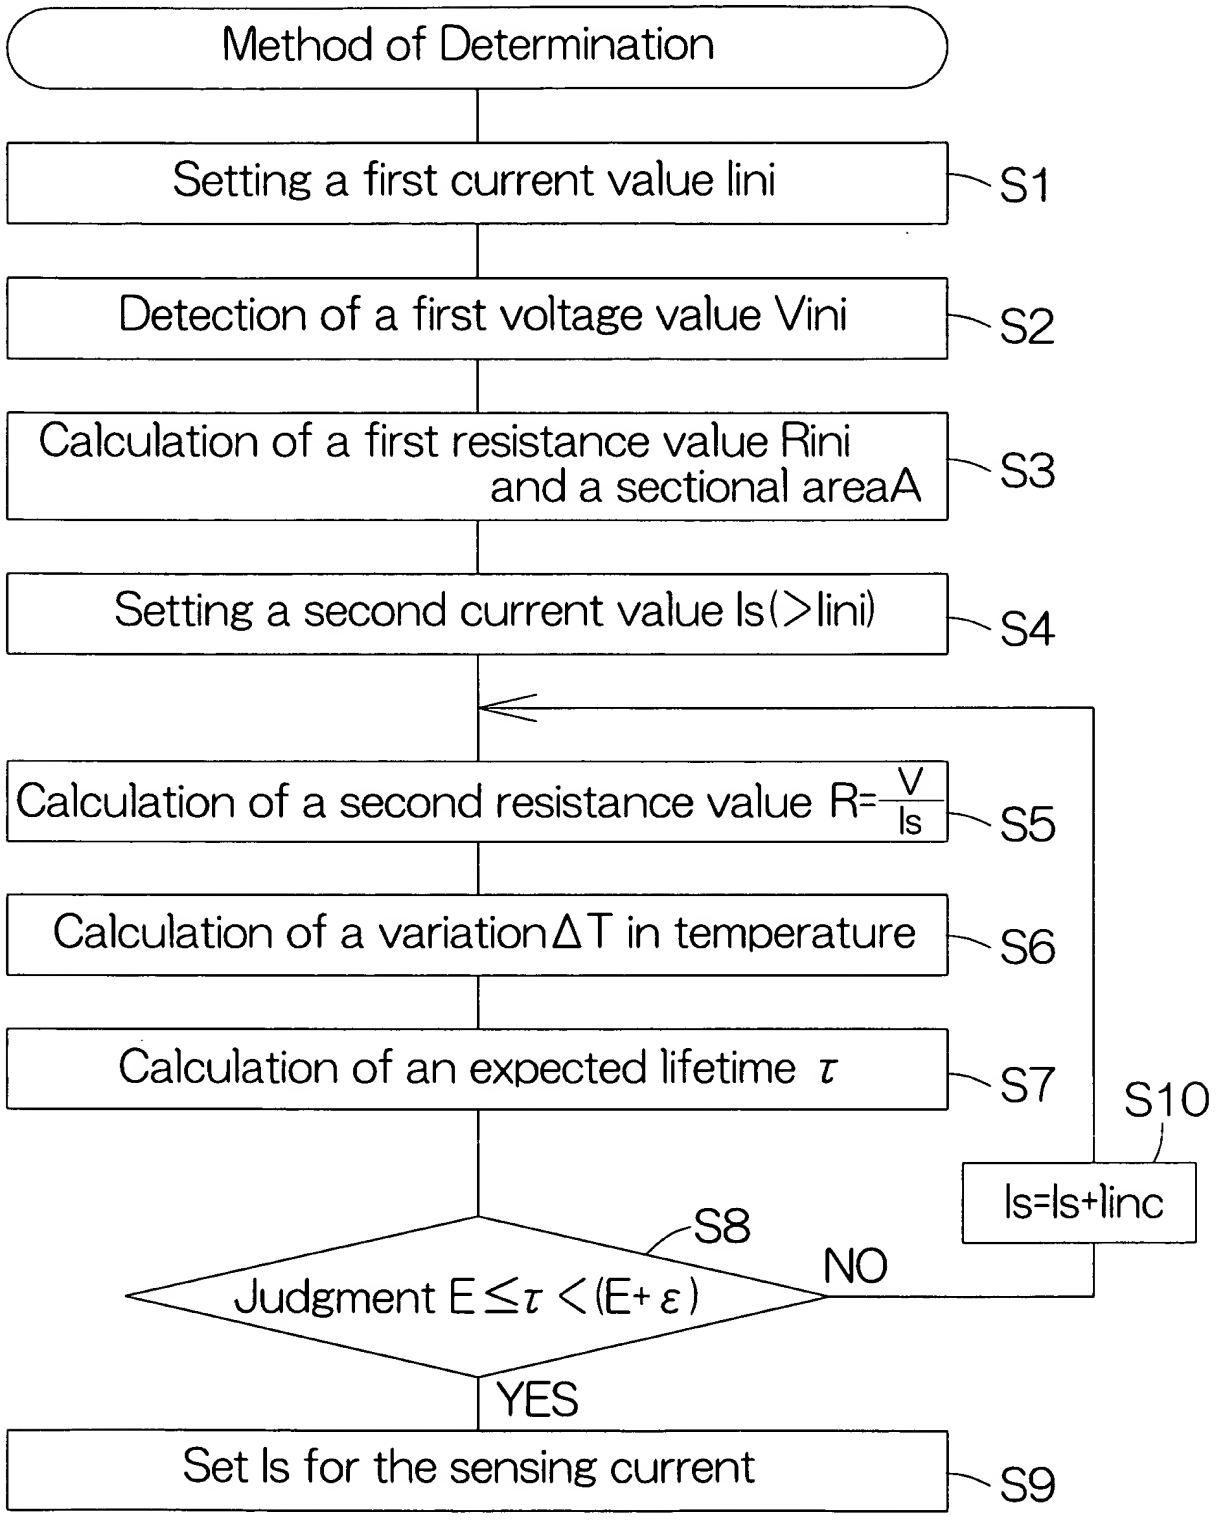 Method of Determination
Setting a first current value Iini
S1
Detection of a first voltage value Vini
S2
Calculation of a first resistance value Rini
and a sectional areaA
S3
Setting a second current value Is(>Iini)
S4
Calculation of a second resistance value R=V/Is
S5
Calculation of a variation ΔT in temperature
S6
Calculation of an expected lifetime τ
S7
S10
Is=Is+Iinc
S8
Judgment E≦τ<(E+ε)
NO
YES
Set Is for the sensing current
S9